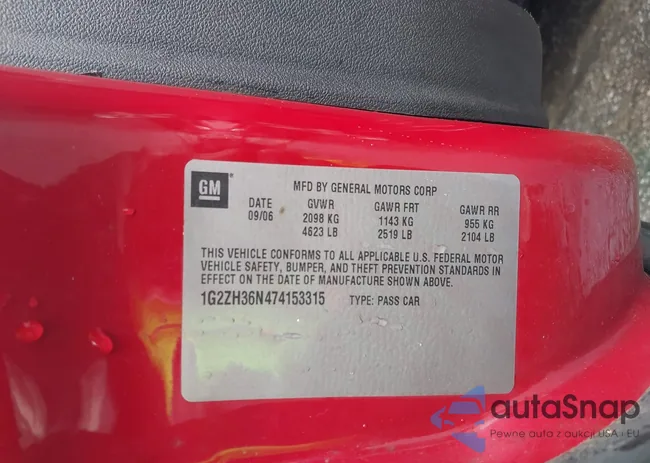 GM
MFD BY GENERAL MOTORS CORP
DATE GVWR GAWR FRT GAWR RR
09/06 2098 KG 1143 KG 955 KG
4623 LB 2519 LB 2104 LB
THIS VEHICLE CONFORMS TO ALL APPLICABLE U.S. FEDERAL MOTOR
VEHICLE SAFETY, BUMPER, AND THEFT PREVENTION STANDARDS IN
EFFECT ON THE DATE OF MANUFACTURE SHOWN ABOVE.
1G2ZH36N474153315 TYPE: PASS CAR
autaSnap
Pewne auta z aukcji USA i EU